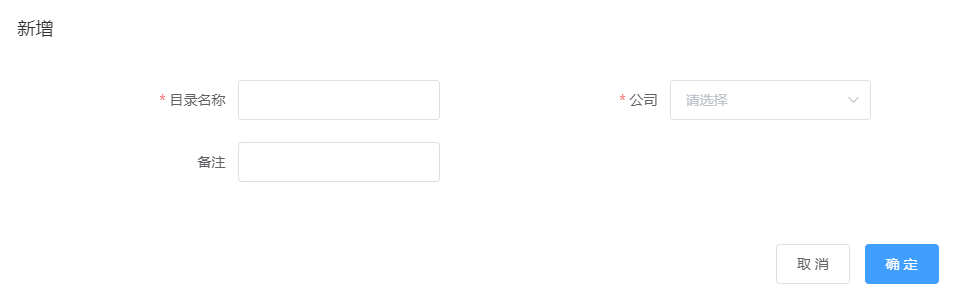 新增
* 目录名称
* 公司 请选择
备注
取 消 确 定